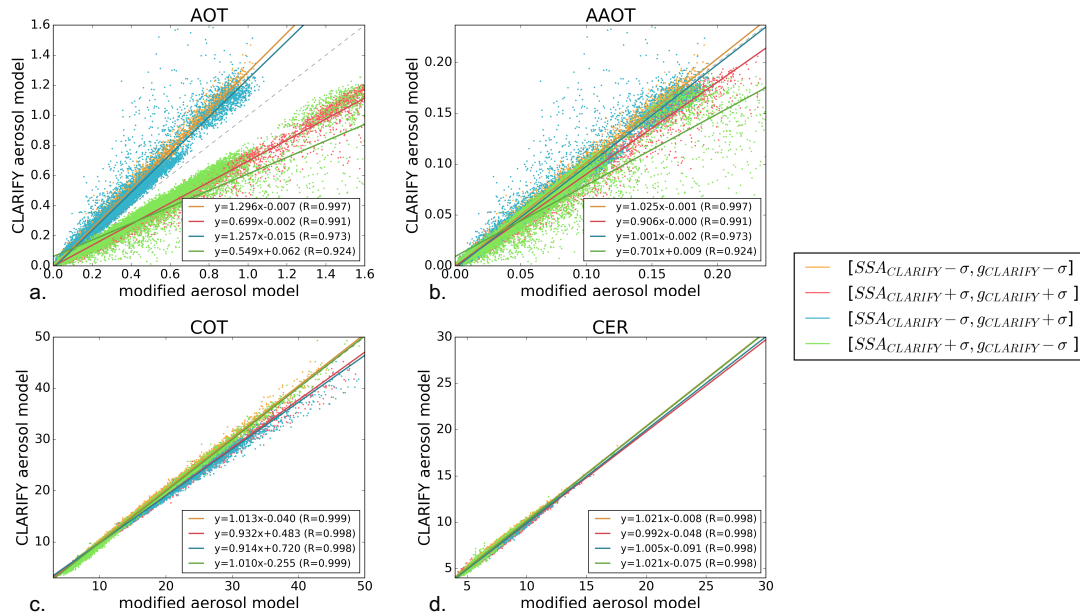 AOT
CLARIFY aerosol model
1.6
1.4
1.2
1.0
0.8
0.6
0.4
0.2
0.0
y=1.296x-0.007 (R=0.997)
y=0.699x-0.002 (R=0.991)
y=1.257x-0.015 (R=0.973)
y=0.549x+0.062 (R=0.924)
0.0 0.2 0.4 0.6 0.8 1.0 1.2 1.4 1.6
modified aerosol model
a.
AAOT
CLARIFY aerosol model
0.20
0.15
0.10
0.05
0.00
y=1.025x-0.001 (R=0.997)
y=0.906x-0.000 (R=0.991)
y=1.001x-0.002 (R=0.973)
y=0.701x+0.009 (R=0.924)
0.00 0.05 0.10 0.15 0.20
modified aerosol model
b.
[SSA_CLARIFY − σ, g_CLARIFY − σ]
[SSA_CLARIFY + σ, g_CLARIFY + σ]
[SSA_CLARIFY − σ, g_CLARIFY + σ]
[SSA_CLARIFY + σ, g_CLARIFY − σ ]
COT
CLARIFY aerosol model
50
40
30
20
10
y=1.013x-0.040 (R=0.999)
y=0.932x+0.483 (R=0.998)
y=0.914x+0.720 (R=0.998)
y=1.010x-0.255 (R=0.999)
10 20 30 40 50
modified aerosol model
c.
CER
CLARIFY aerosol model
30
25
20
15
10
5
y=1.021x-0.008 (R=0.998)
y=0.992x-0.048 (R=0.998)
y=1.005x-0.091 (R=0.998)
y=1.021x-0.075 (R=0.998)
5 10 15 20 25 30
modified aerosol model
d.